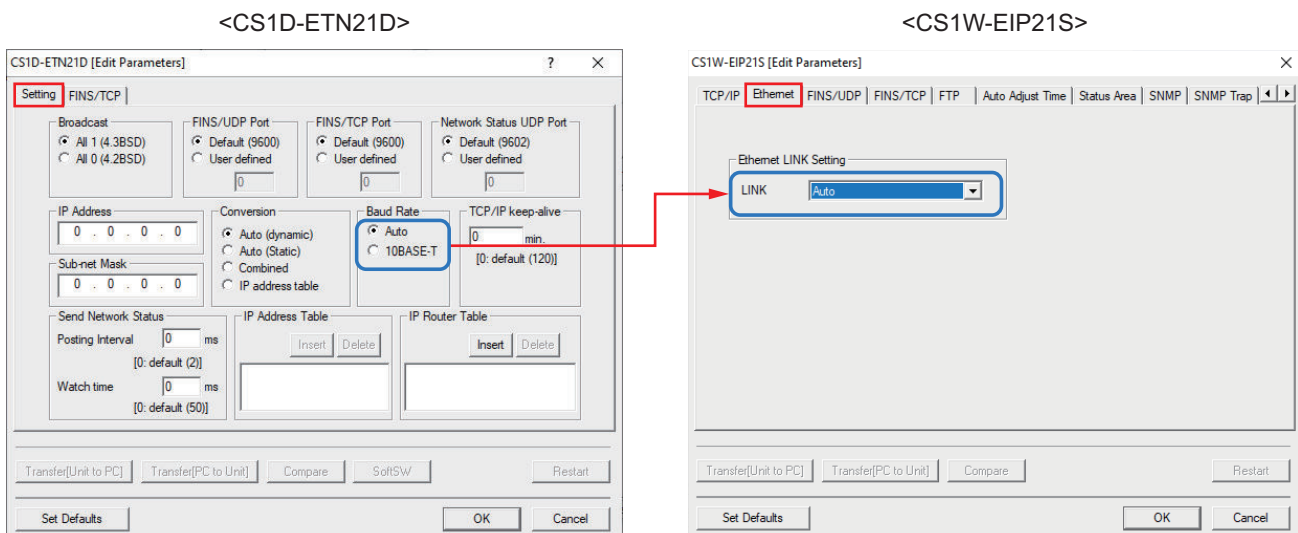 <CS1D-ETN21D>
<CS1W-EIP21S>
CS1D-ETN21D [Edit Parameters]
? X
Setting FINS/TCP
Broadcast
All 1 (4.3BSD)
All 0 (4.2BSD)
FINS/UDP Port
Default (9600)
User defined
0
FINS/TCP Port
Default (9600)
User defined
0
Network Status UDP Port
Default (9602)
User defined
0
IP Address
0 . 0 . 0 . 0
Sub-net Mask
0 . 0 . 0 . 0
Conversion
Auto (dynamic)
Auto (Static)
Combined
IP address table
Baud Rate
Auto
10BASE-T
TCP/IP keep-alive
0 min.
[0: default (120)]
Send Network Status
Posting Interval 0 ms
[0: default (2)]
Watch time 0 ms
[0: default (50)]
IP Address Table
Insert Delete
IP Router Table
Insert Delete
Transfer[Unit to PC] Transfer[PC to Unit] Compare SoftSW Restart
Set Defaults OK Cancel
CS1W-EIP21S [Edit Parameters]
X
TCP/IP Ethernet FINS/UDP FINS/TCP FTP Auto Adjust Time Status Area SNMP SNMP Trap
Ethernet LINK Setting
LINK Auto
Transfer[Unit to PC] Transfer[PC to Unit] Compare Restart
Set Defaults OK Cancel